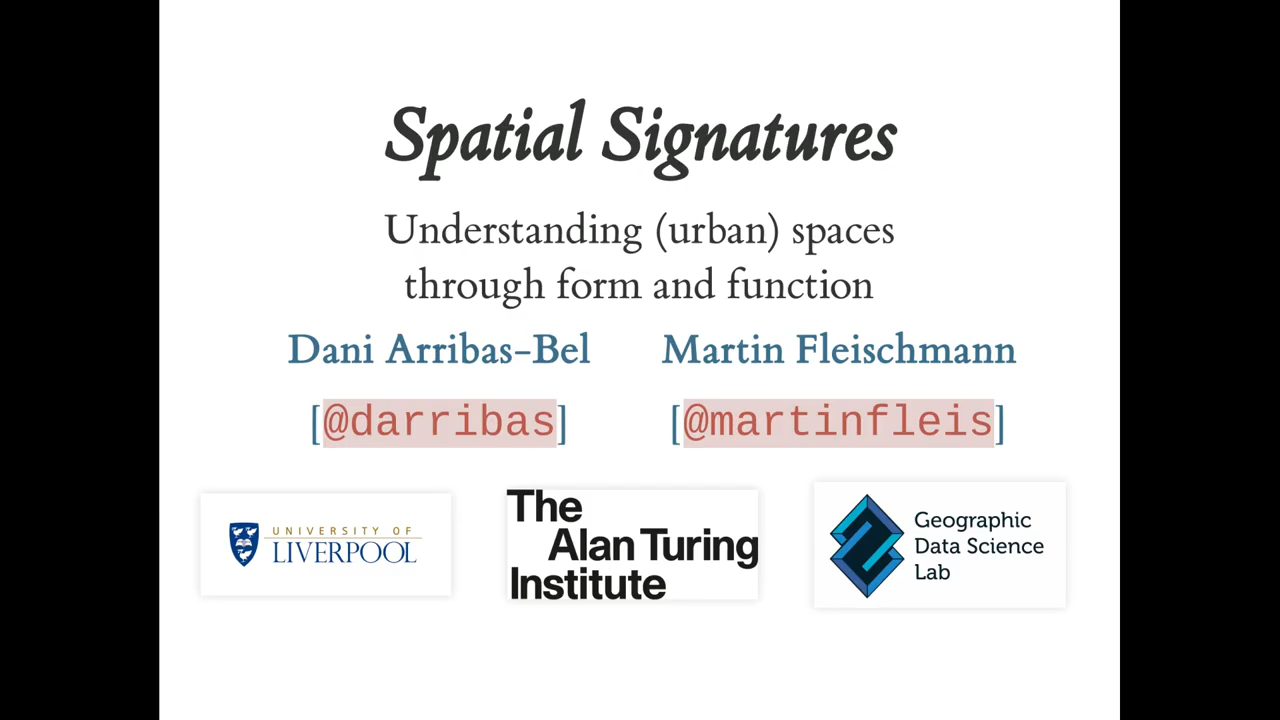 Spatial Signatures
Understanding (urban) spaces
through form and function
Dani Arribas-Bel
Martin Fleischmann
[@darribas]
[@martinfleis]
UNIVERSITY OF
LIVERPOOL
The
Alan Turing
Institute
Geographic
Data Science
Lab